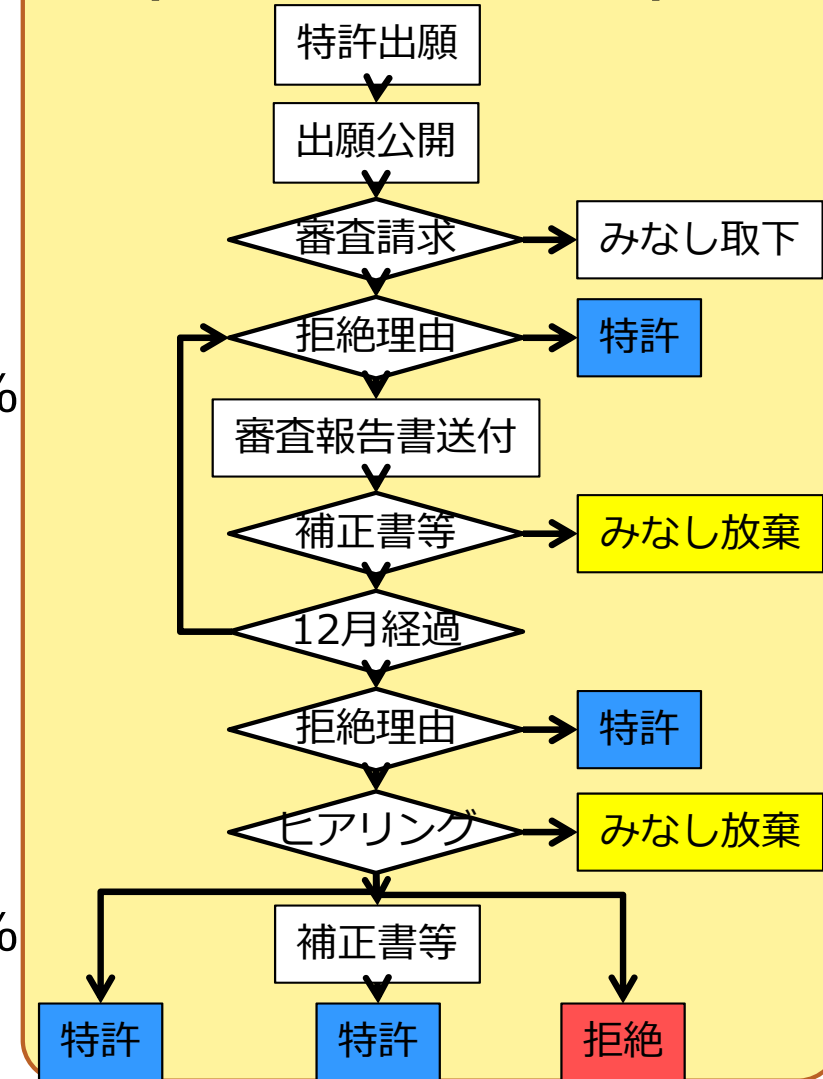 特許出願
出願公開
審査請求
みなし取下
拒絶理由
特許
%
審査報告書送付
補正書等
みなし放棄
12月経過
拒絶理由
特許
ヒアリング
みなし放棄
%
補正書等
特許
特許
拒絶